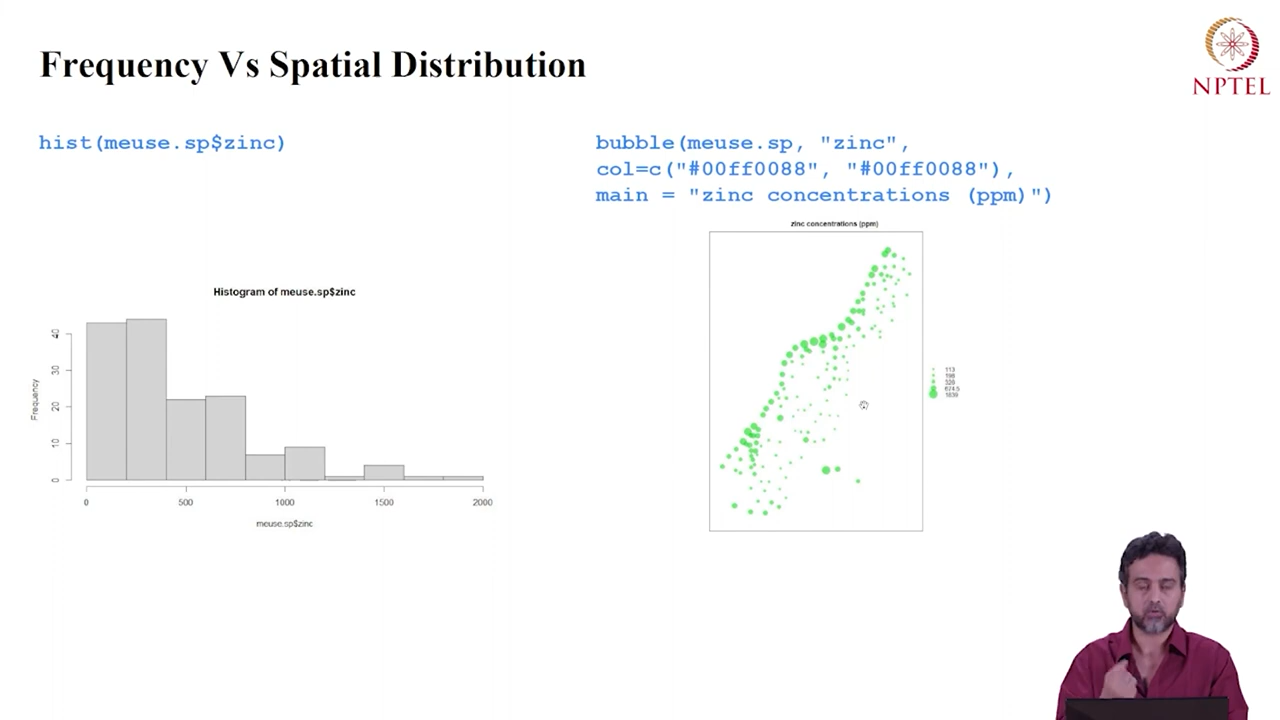 Frequency Vs Spatial Distribution
NPTEL
hist(meuse.sp$zinc)
bubble(meuse.sp, "zinc",
col=c("#00ff0088", "#00ff0088"),
main = "zinc concentrations (ppm)")
Histogram of meuse.sp$zinc
Frequency
40
30
20
10
0
0 500 1000 1500 2000
meuse.sp$zinc
zinc concentrations (ppm)
113
198
326
674.5
1839